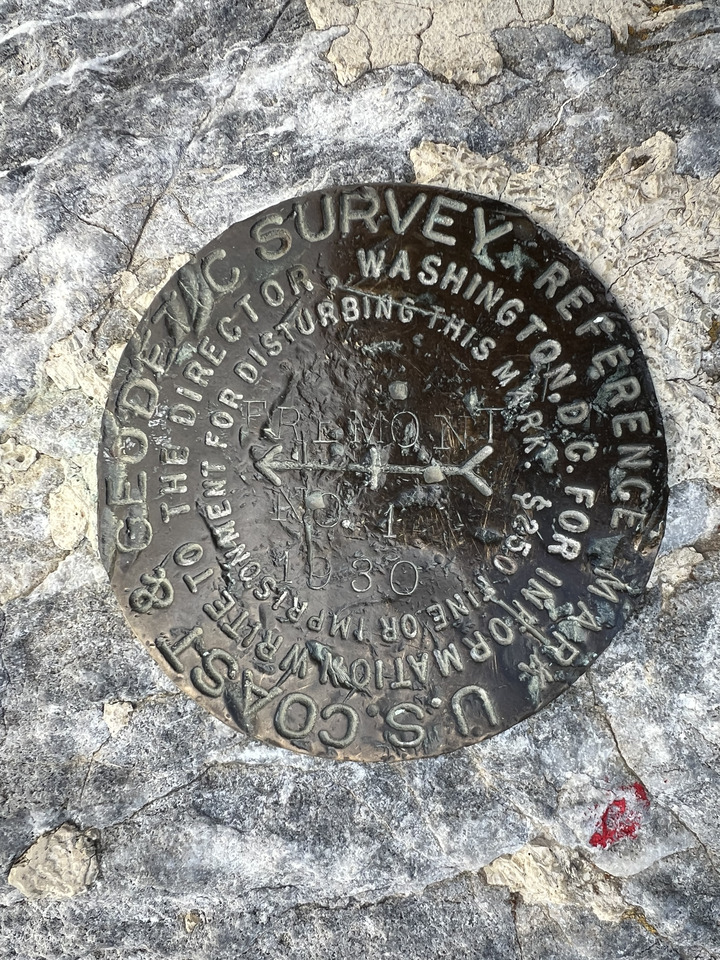 U.S. COAST & GEODETIC SURVEY. REFERENCE MARK
FOR INFORMATION, WRITE TO THE DIRECTOR, WASHINGTON, D.C.
$250 FINE OR IMPRISONMENT FOR DISTURBING THIS MARK.
FREMONT
NO. 1
1930